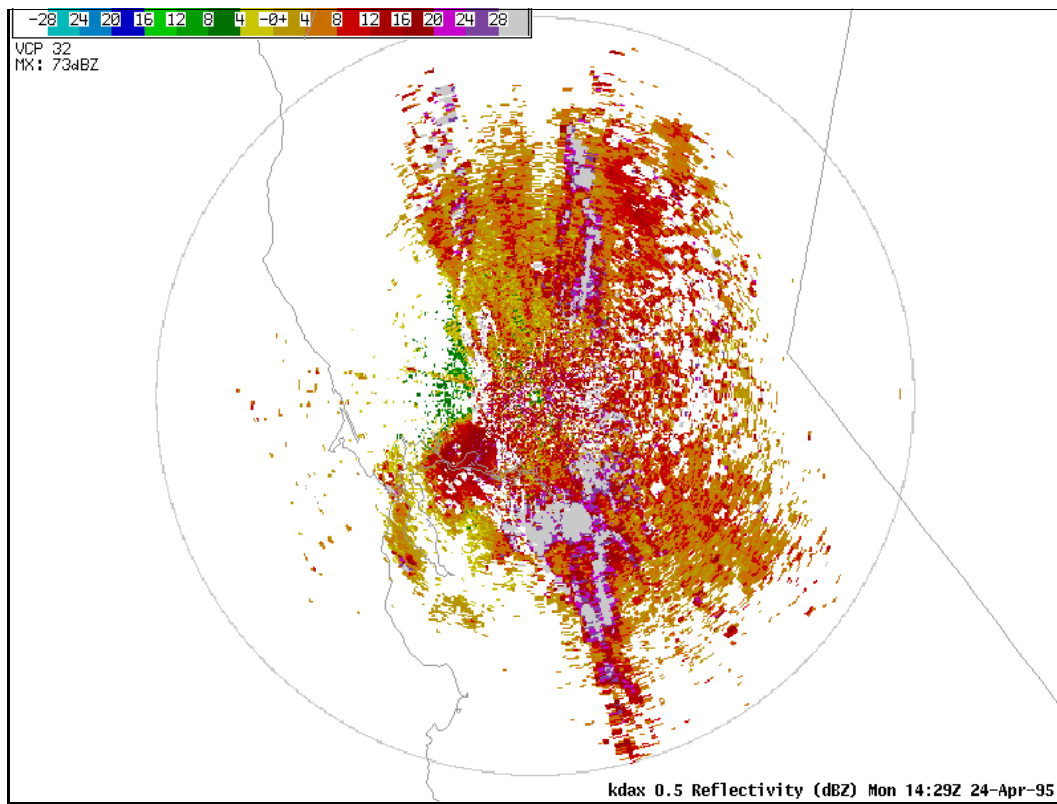 -28 24 20 16 12 8 4 -0+ 4 8 12 16 20 24 28
VCP 32
MX: 73dBZ
kdax 0.5 Reflectivity (dBZ) Mon 14:29Z 24-Apr-95